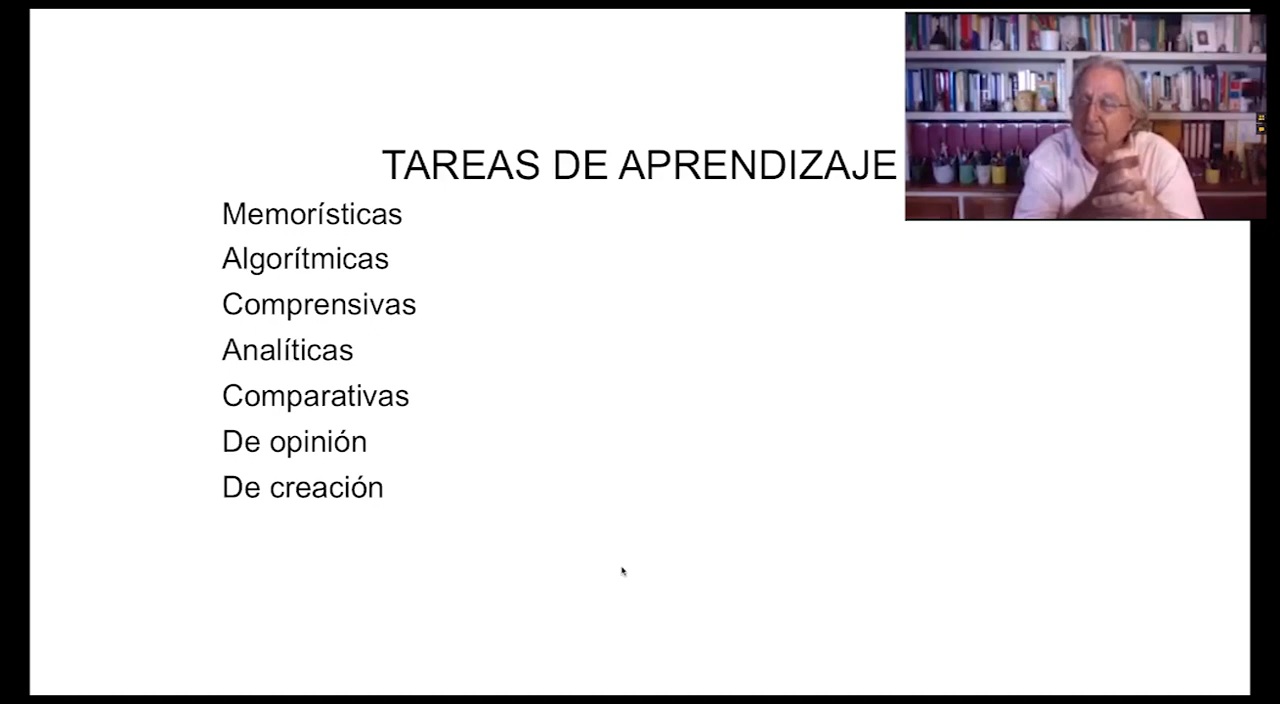 TAREAS DE APRENDIZAJE
Memorísticas
Algorítmicas
Comprensivas
Analíticas
Comparativas
De opinión
De creación